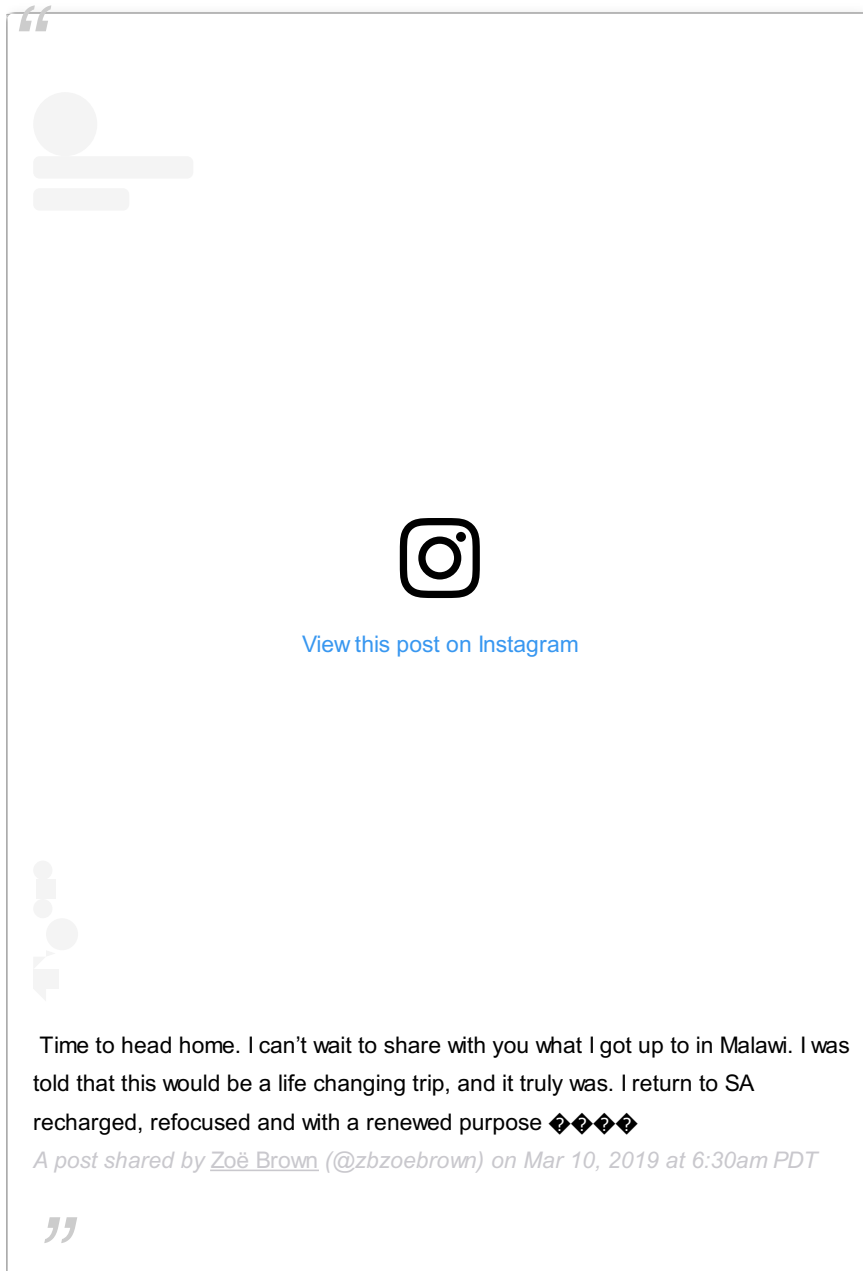 “
View this post on Instagram
Time to head home. I can’t wait to share with you what I got up to in Malawi. I was
told that this would be a life changing trip, and it truly was. I return to SA
recharged, refocused and with a renewed purpose ����
A post shared by Zoë Brown (@zbzoebrown) on Mar 10, 2019 at 6:30am PDT
”